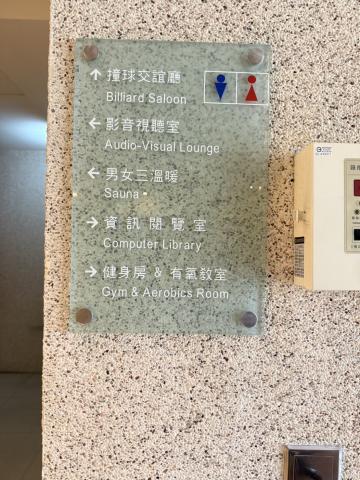 ↑ 撞球交誼廳
Billiard Saloon
← 影音視聽室
Audio-Visual Lounge
← 男女三溫暖
Sauna
→ 資訊閱覽室
Computer Library
→ 健身房 & 有氧教室
Gym & Aerobics Room